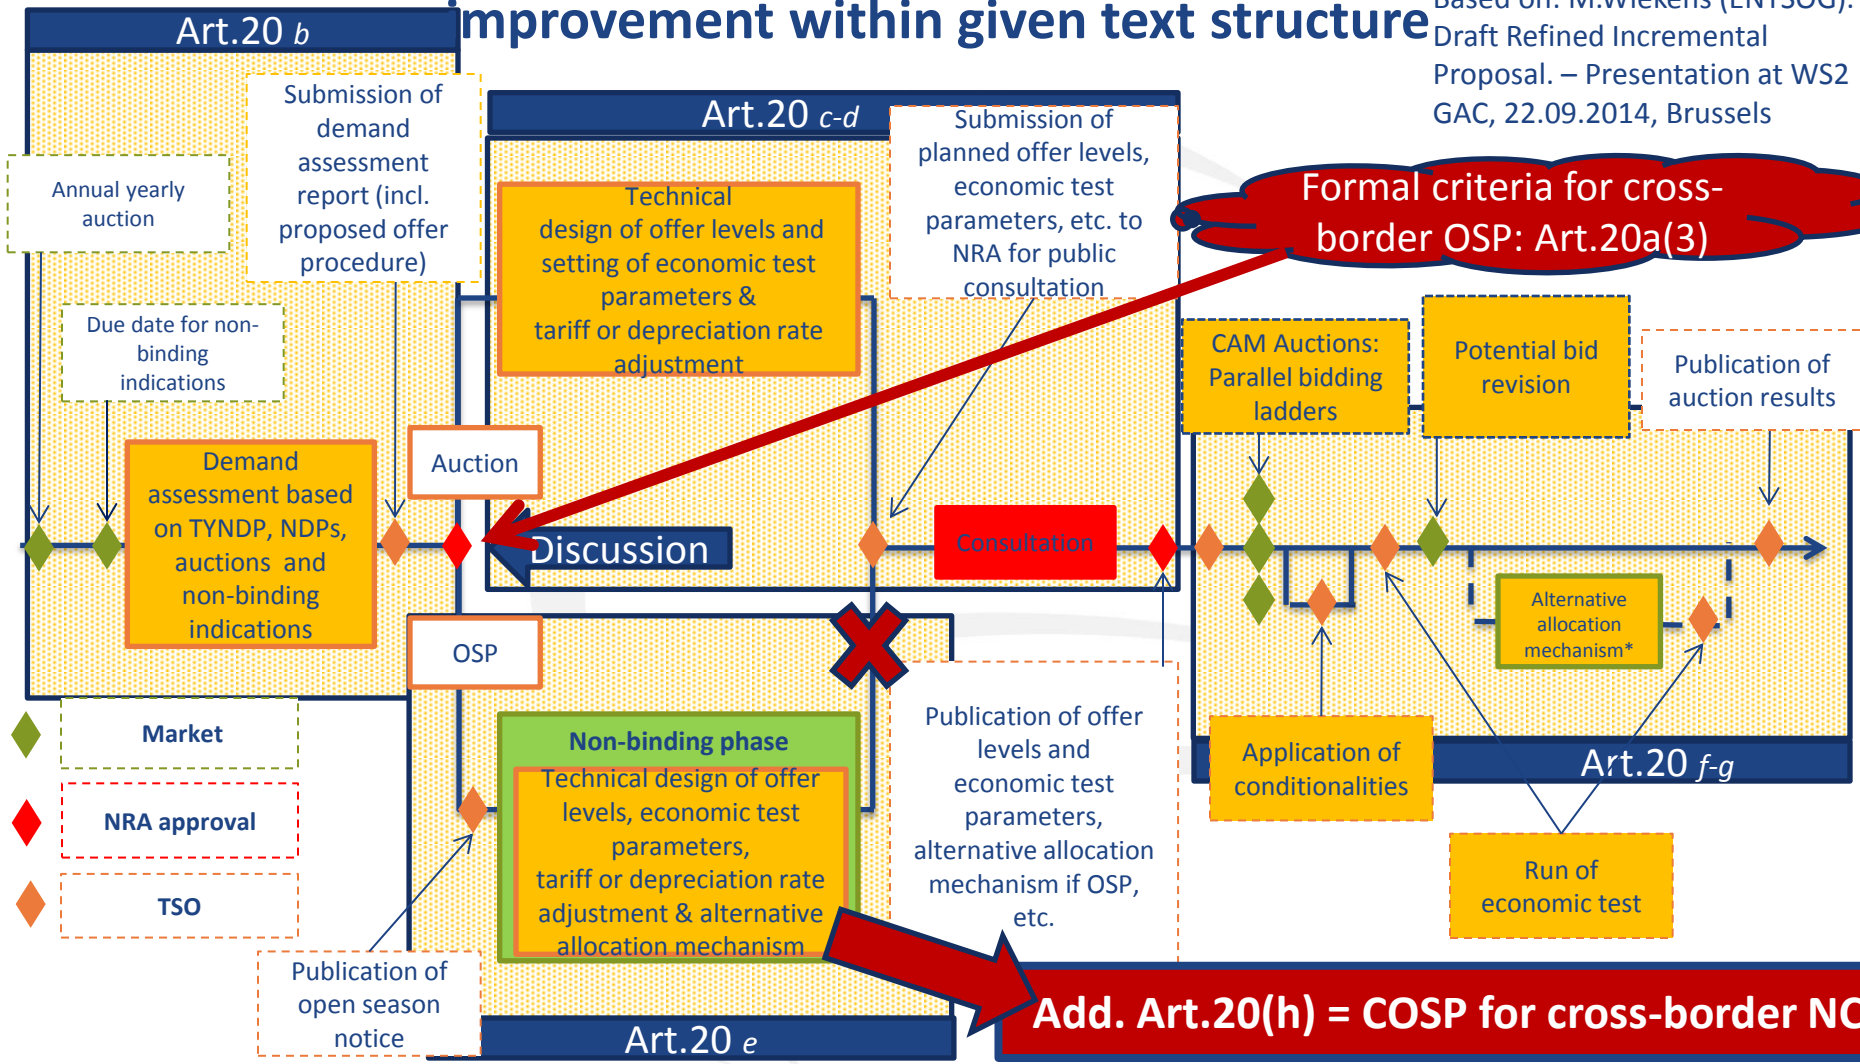 improvement within given text structure
Based on: M.Wiekens (ENTSOG).
Draft Refined Incremental
Proposal. – Presentation at WS2
GAC, 22.09.2014, Brussels
Art.20 b
Submission of
demand
assessment
report (incl.
proposed offer
procedure)
Annual yearly
auction
Due date for non-
binding
indications
Demand
assessment based
on TYNDP, NDPs,
auctions and
non-binding
indications
Art.20 c-d
Technical
design of offer levels and
setting of economic test
parameters &
tariff or depreciation rate
adjustment
Submission of
planned offer levels,
economic test
parameters, etc. to
NRA for public
consultation
Formal criteria for cross-
border OSP: Art.20a(3)
Auction
Discussion
Consultation
OSP
CAM Auctions:
Parallel bidding
ladders
Potential bid
revision
Publication of
auction results
Alternative
allocation
mechanism*
Application of
conditionalities
Art.20 f-g
Run of
economic test
Market
NRA approval
TSO
Non-binding phase
Technical design of offer
levels, economic test
parameters,
tariff or depreciation rate
adjustment & alternative
allocation mechanism
Publication of offer
levels and
economic test
parameters,
alternative allocation
mechanism if OSP,
etc.
Publication of
open season
notice
Art.20 e
Add. Art.20(h) = COSP for cross-border NC